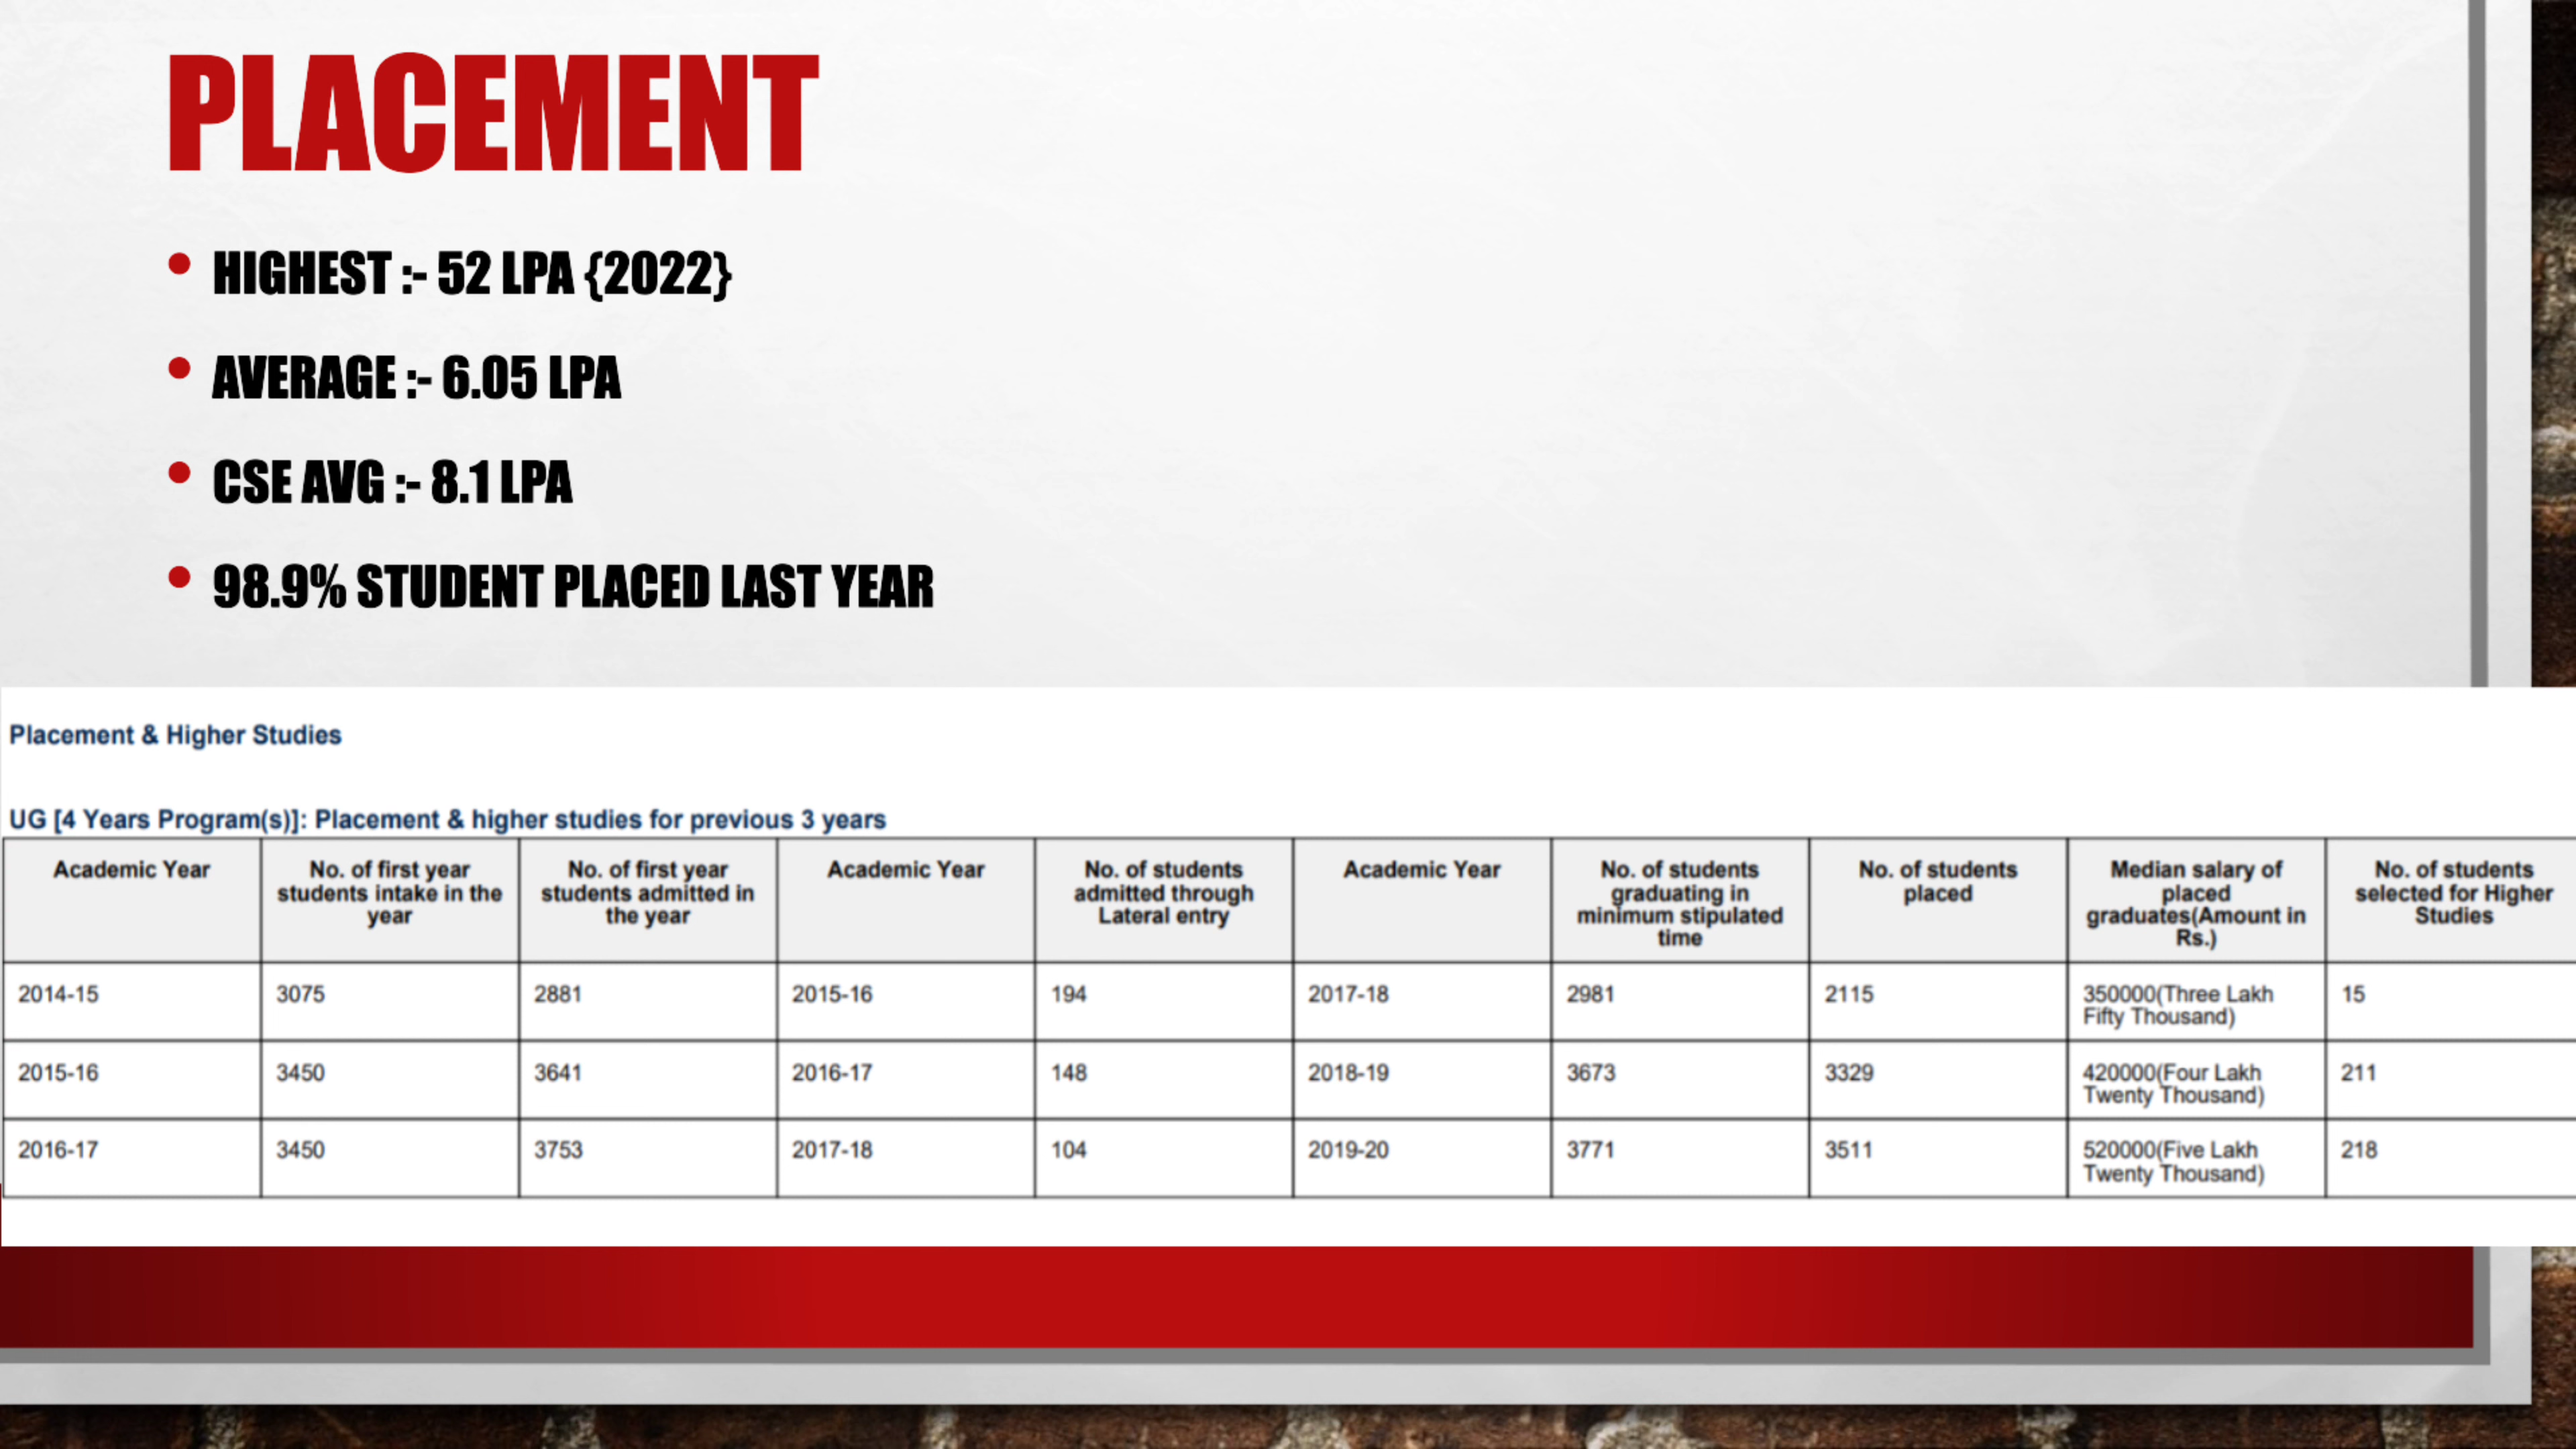 PLACEMENT
• HIGHEST :- 52 LPA {2022}
• AVERAGE :- 6.05 LPA
• CSE AVG :- 8.1 LPA
• 98.9% STUDENT PLACED LAST YEAR
Placement & Higher Studies
UG [4 Years Program(s)]: Placement & higher studies for previous 3 years
Academic Year
No. of first year
students intake in the
year
No. of first year
students admitted in
the year
Academic Year
No. of students
admitted through
Lateral entry
Academic Year
No. of students
graduating in
minimum stipulated
time
No. of students
placed
Median salary of
placed
graduates(Amount in
Rs.)
No. of students
selected for Higher
Studies
2014-15
3075
2881
2015-16
194
2017-18
2981
2115
350000(Three Lakh
Fifty Thousand)
15
2015-16
3450
3641
2016-17
148
2018-19
3673
3329
420000(Four Lakh
Twenty Thousand)
211
2016-17
3450
3753
2017-18
104
2019-20
3771
3511
520000(Five Lakh
Twenty Thousand)
218